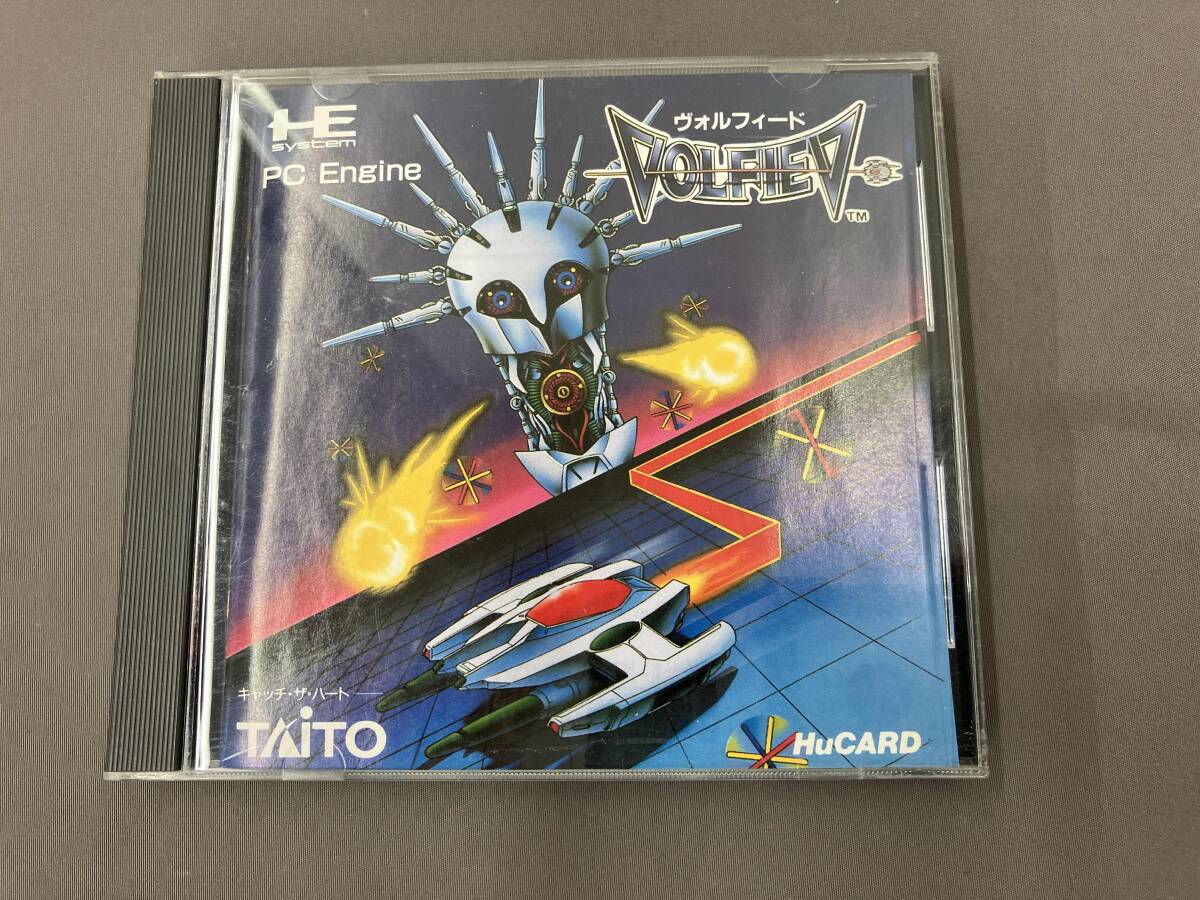 HE
system
PC Engine
ヴォルフィード
VOLFIED
TM
キャッチ・ザ・ハート
TAITO
HuCARD